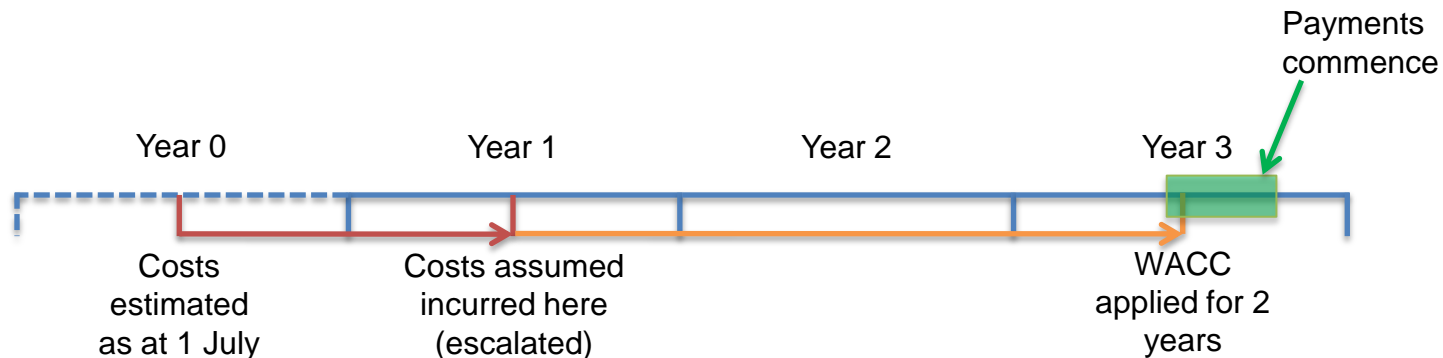 Payments
commence
Year 0
Year 1
Year 2
Year 3
Costs
estimated
as at 1 July
Costs assumed
incurred here
(escalated)
WACC
applied for 2
years